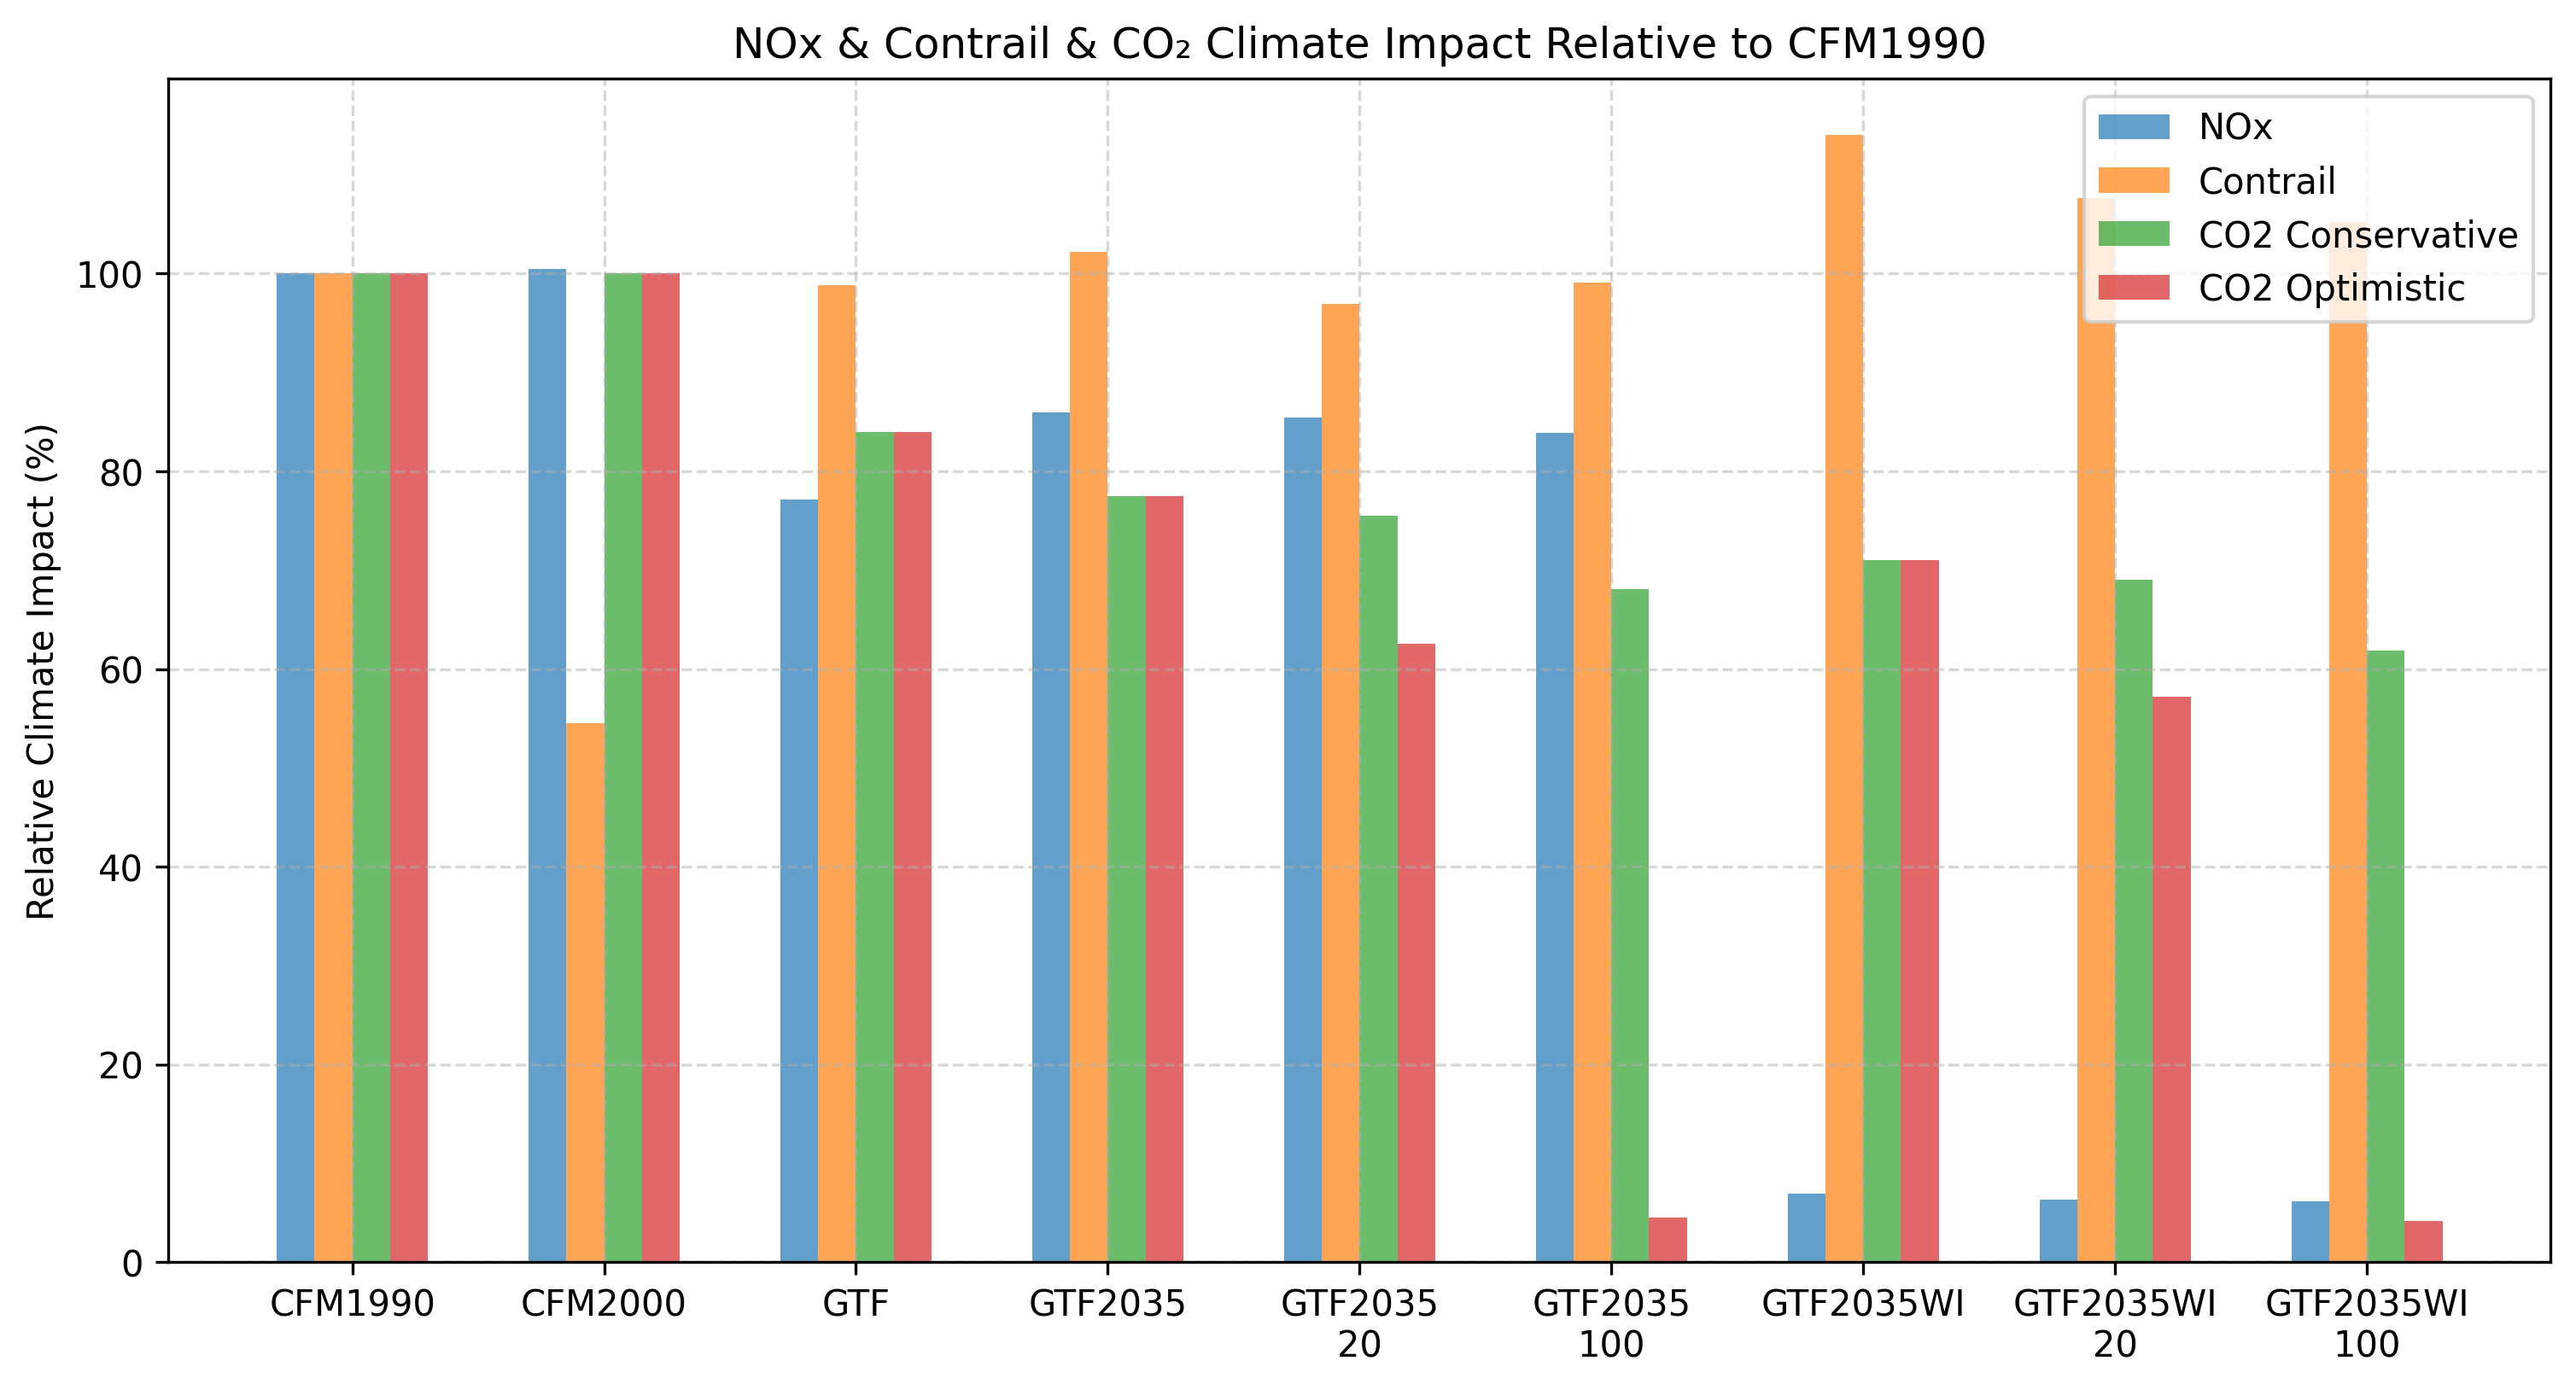 NOx & Contrail & CO₂ Climate Impact Relative to CFM1990
Relative Climate Impact (%)
100
80
60
40
20
0
NOx
Contrail
CO2 Conservative
CO2 Optimistic
CFM1990
CFM2000
GTF
GTF2035
GTF2035
20
GTF2035
100
GTF2035WI
GTF2035WI
20
GTF2035WI
100